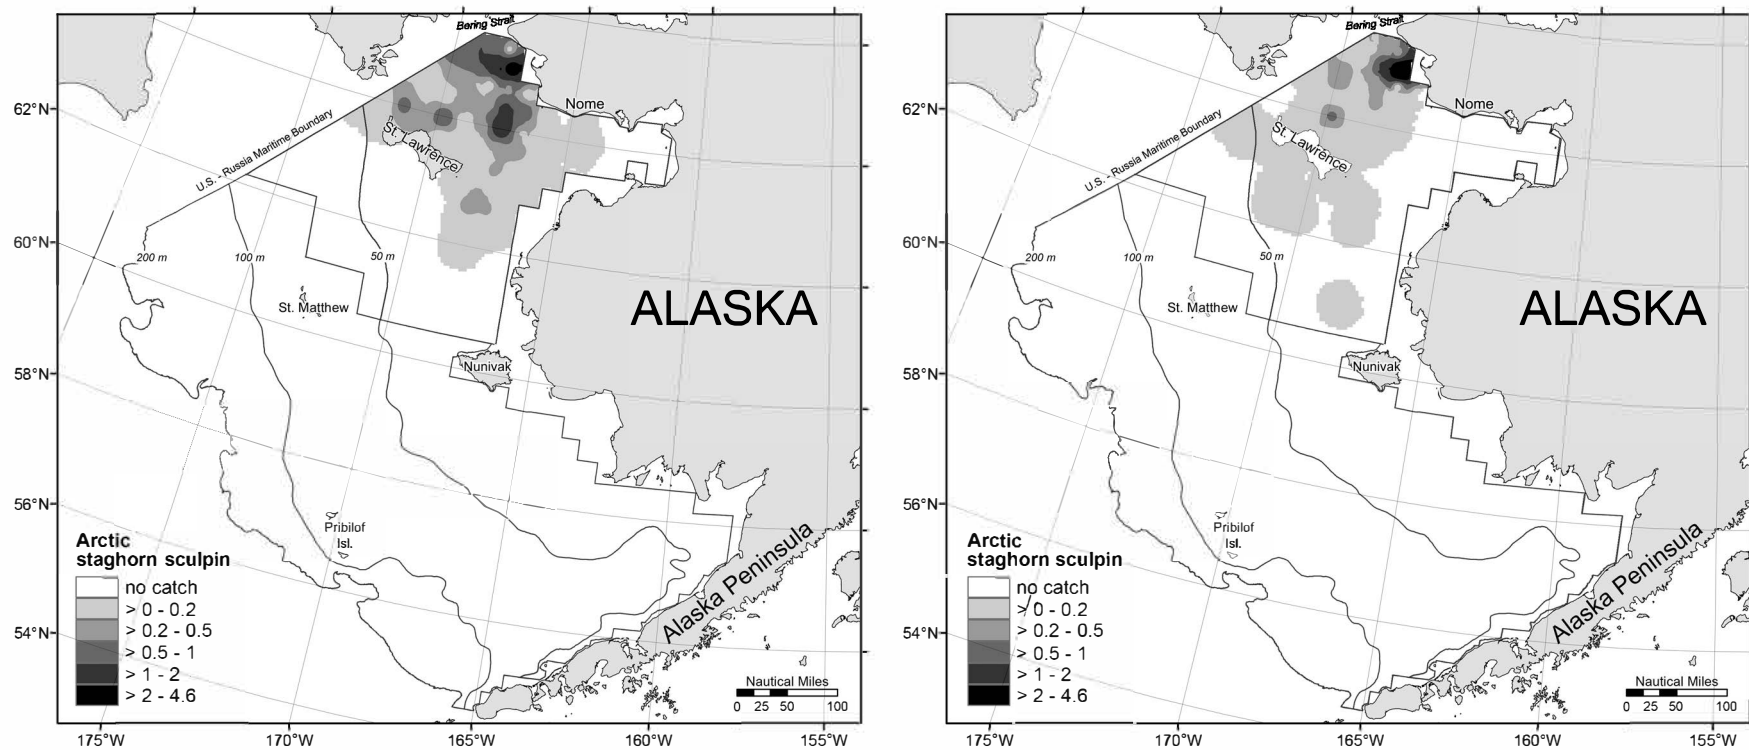 Bering Strait
62°N
60°N
58°N
56°N
54°N
U.S. - Russia Maritime Boundary
Nome
St. Lawrence
200 m
100 m
50 m
St. Matthew
ALASKA
Nunivak
Pribilof
Isl.
Alaska Peninsula
Arctic
staghorn sculpin
no catch
> 0 - 0.2
> 0.2 - 0.5
> 0.5 - 1
> 1 - 2
> 2 - 4.6
Nautical Miles
0 25 50 100
175°W 170°W 165°W 160°W 155°W
Bering Strait
62°N
60°N
58°N
56°N
54°N
U.S. - Russia Maritime Boundary
Nome
St. Lawrence
200 m
100 m
50 m
St. Matthew
ALASKA
Nunivak
Pribilof
Isl.
Alaska Peninsula
Arctic
staghorn sculpin
no catch
> 0 - 0.2
> 0.2 - 0.5
> 0.5 - 1
> 1 - 2
> 2 - 4.6
Nautical Miles
0 25 50 100
175°W 170°W 165°W 160°W 155°W